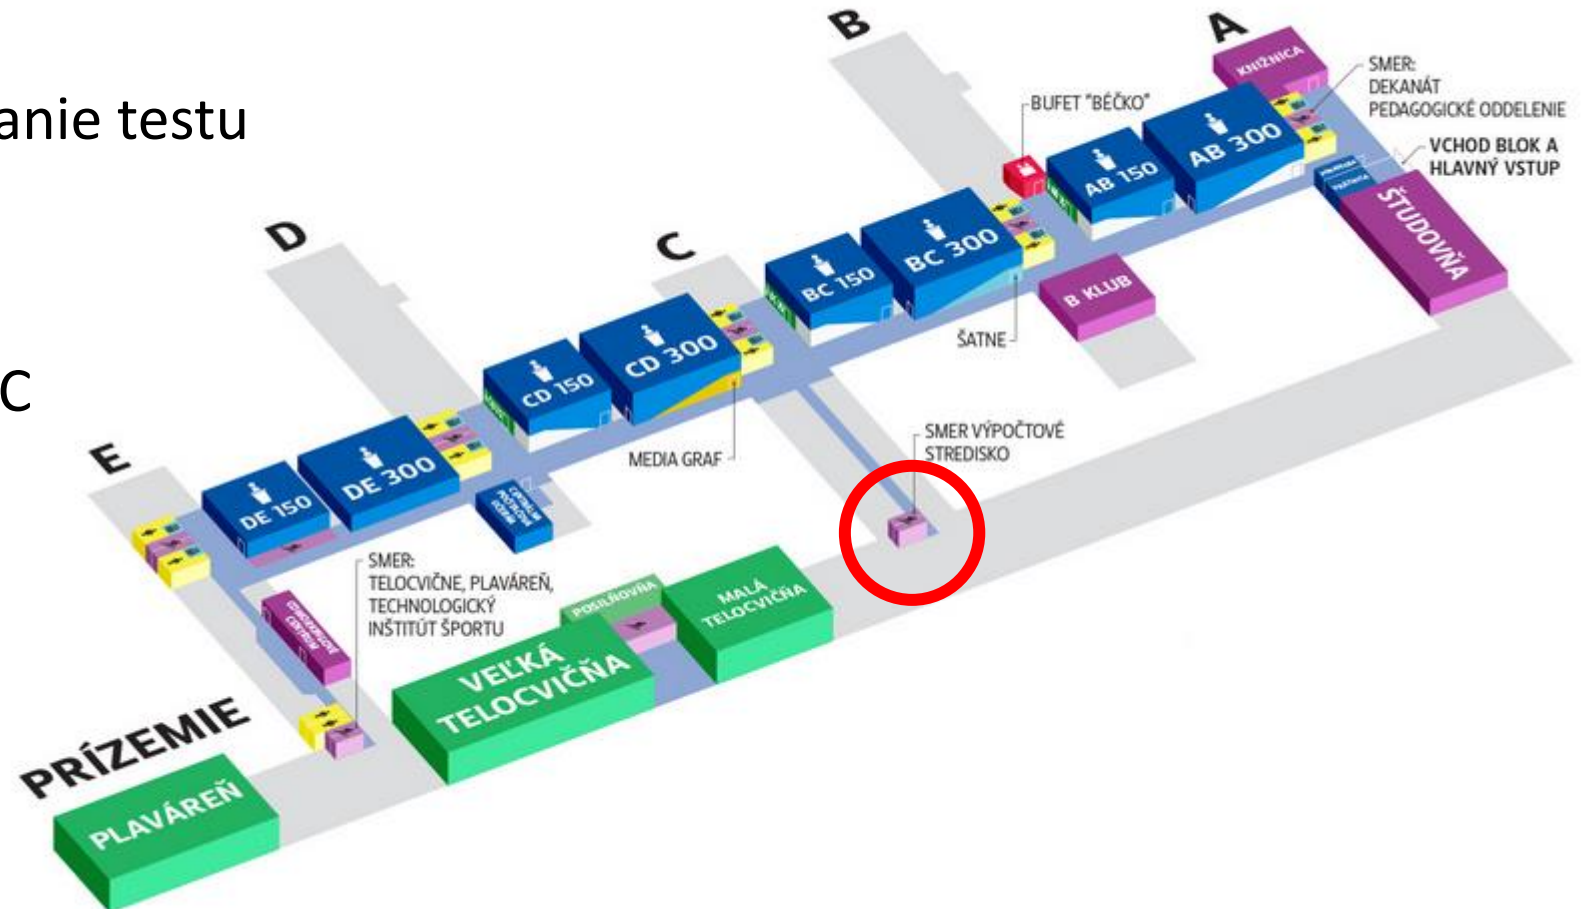 anie testu
C
A
B
C
D
E
KNIŽNICA
SMER:
DEKANÁT
PEDAGOGICKÉ ODDELENIE
VCHOD BLOK A
HLAVNÝ VSTUP
BUFET "BÉČKO"
AB 300
AB 150
ŠTUDOVŇA
BC 300
BC 150
B KLUB
ŠATNE
CD 300
CD 150
MEDIA GRAF
SMER VÝPOČTOVÉ
STREDISKO
DE 300
DE 150
SMER:
TELOCVIČNE, PLAVÁREŇ,
TECHNOLOGICKÝ
INŠTITÚT ŠPORTU
POSILŇOVŇA
MALÁ
TELOCVIČŇA
VEĽKÁ
TELOCVIČŇA
PRÍZEMIE
PLAVÁREŇ